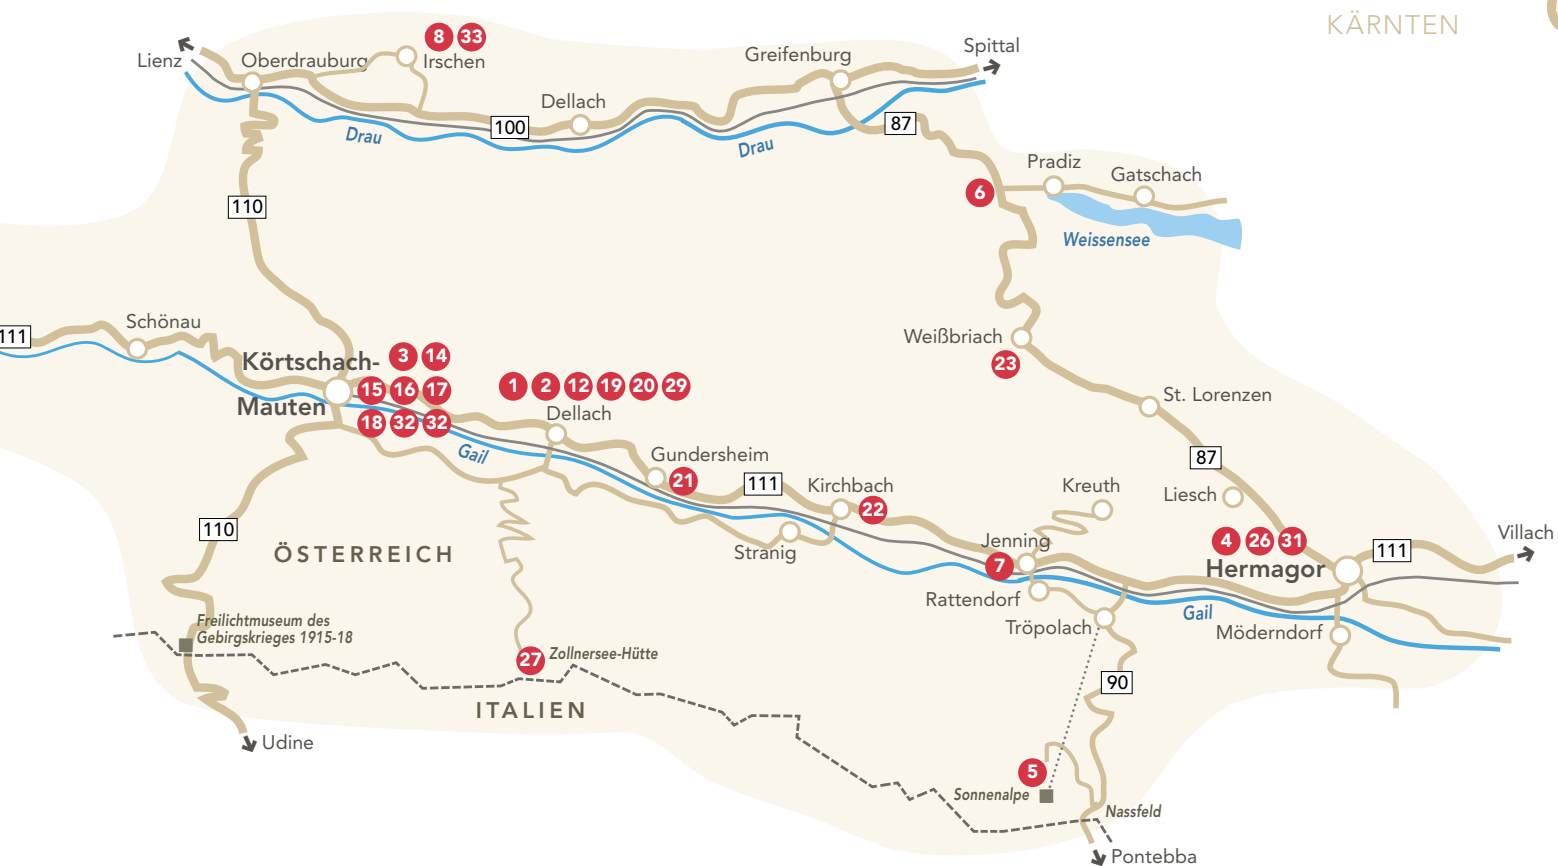 KÄRNTEN
8 33
Spittal
Lienz
Oberdrauburg
Irschen
Greifenburg
Dellach
100
87
Drau
Drau
Pradiz
Gatschach
6
110
Weissensee
Schönau
111
Weißbriach
23
Körtschach-
Mauten
3 14
15 16 17
18 32 32
1 2 12 19 20 29
Dellach
St. Lorenzen
Gail
Gundersheim
21
111
Kirchbach
22
Kreuth
87
Liesch
110
ÖSTERREICH
Stranig
Jenning
7
4 26 31
Hermagor
111
Villach
Rattendorf
Tröpolach
Gail
Möderndorf
Freilichtmuseum des
Gebirgskrieges 1915-18
27
Zollnersee-Hütte
90
ITALIEN
Udine
5
Sonnenalpe
Nassfeld
Pontebba